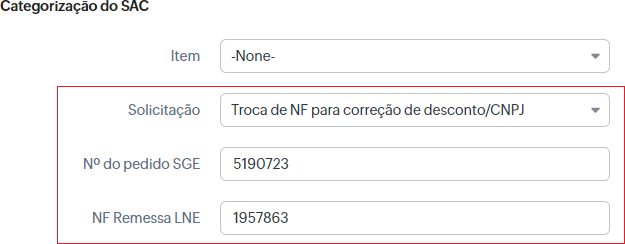 Categorização do SAC
Item -None-
Solicitação Troca de NF para correção de desconto/CNPJ
Nº do pedido SGE 5190723
NF Remessa LNE 1957863